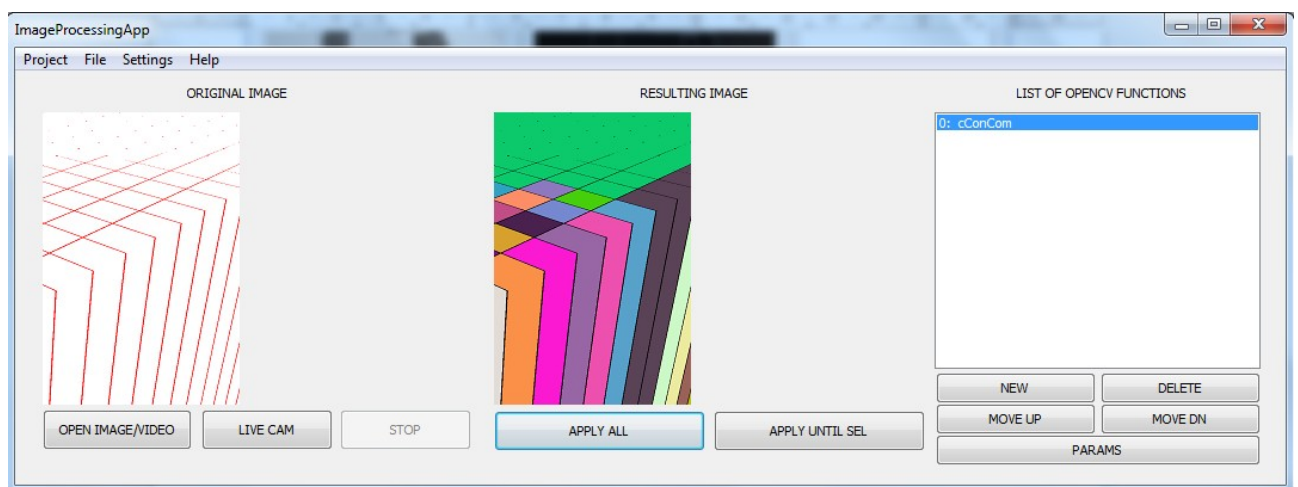 ImageProcessingApp
Project File Settings Help
ORIGINAL IMAGE
RESULTING IMAGE
LIST OF OPENCV FUNCTIONS
0: cConCom
OPEN IMAGE/VIDEO
LIVE CAM
STOP
APPLY ALL
APPLY UNTIL SEL
NEW
DELETE
MOVE UP
MOVE DN
PARAMS